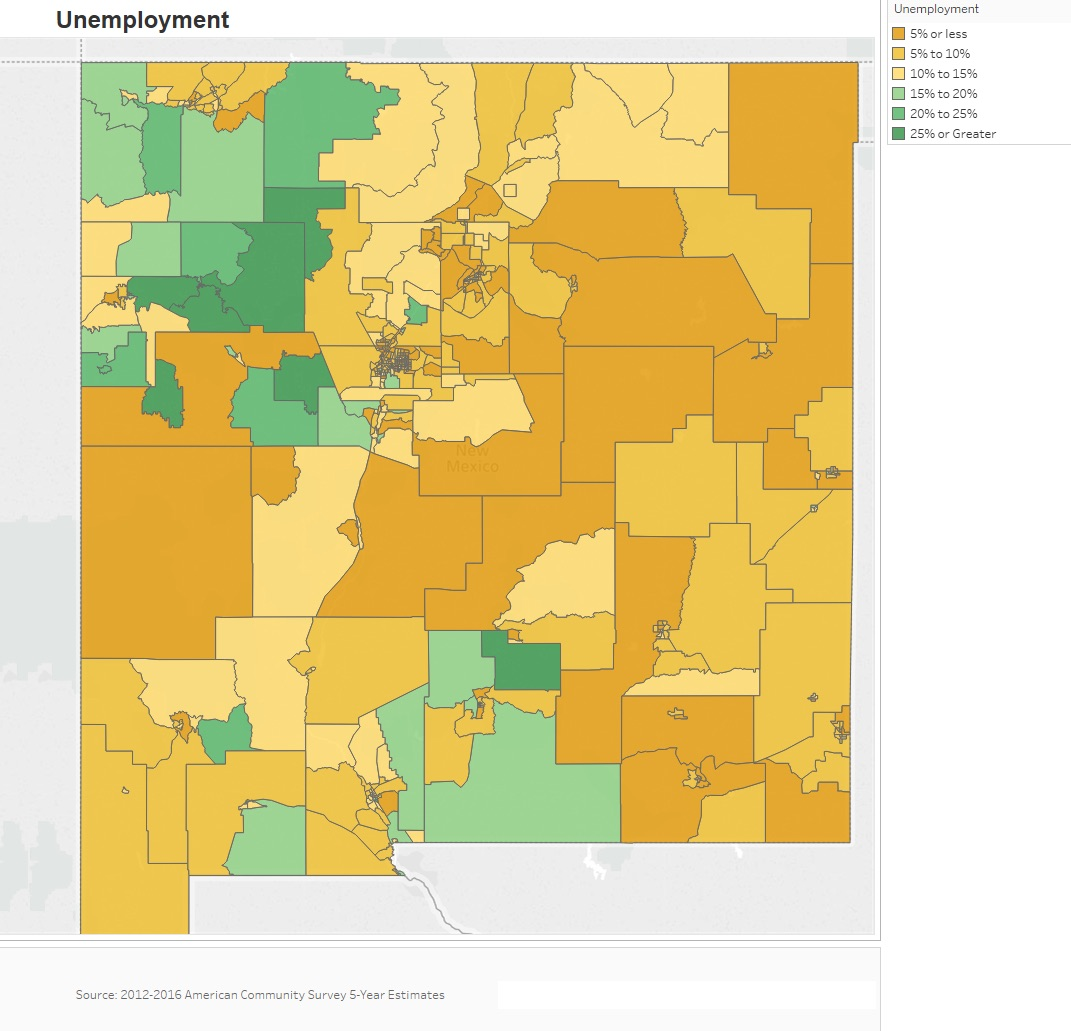 Unemployment
Unemployment
5% or less
5% to 10%
10% to 15%
15% to 20%
20% to 25%
25% or Greater
New
Mexico
Source: 2012-2016 American Community Survey 5-Year Estimates